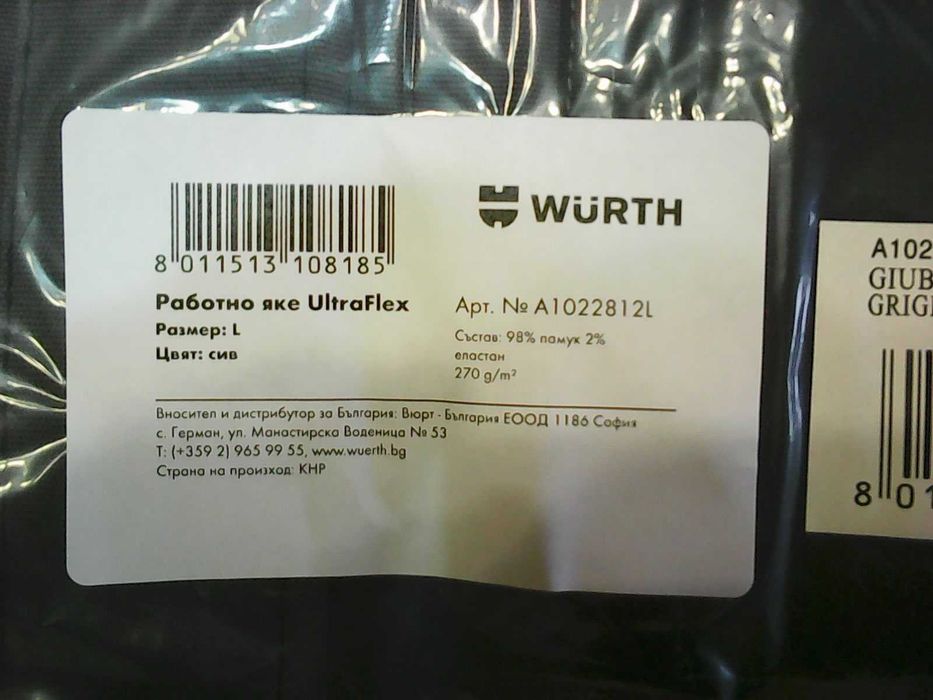 WÜRTH
8 011513 108185
Работно яке UltraFlex
Размер: L
Цвят: сив
Арт. № A1022812L
Състав: 98% памук 2%
еластан
270 g/m²
Вносител и дистрибутор за България: Вюрт - България ЕООД 1186 София
с. Герман, ул. Манастирска Воденица № 53
Т: (+359 2) 965 99 55, www.wuerth.bg
Страна на произход: КНР
A102
GIUB
GRIGI
8 01